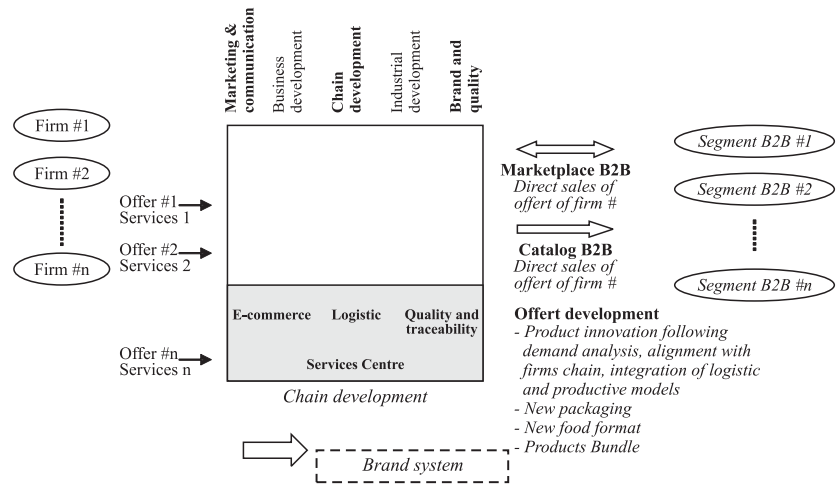 Marketing &
communication
Business
development
Chain
development
Industrial
development
Brand and
quality
Firm #1
Firm #2
Firm #n
Offer #1
Services 1
Offer #2
Services 2
Offer #n
Services n
E-commerce
Logistic
Quality and
traceability
Services Centre
Chain development
Brand system
Marketplace B2B
Direct sales of
offert of firm #
Catalog B2B
Direct sales of
offert of firm #
Offert development
- Product innovation following
demand analysis, alignment with
firms chain, integration of logistic
and productive models
- New packaging
- New food format
- Products Bundle
Segment B2B #1
Segment B2B #2
Segment B2B #n